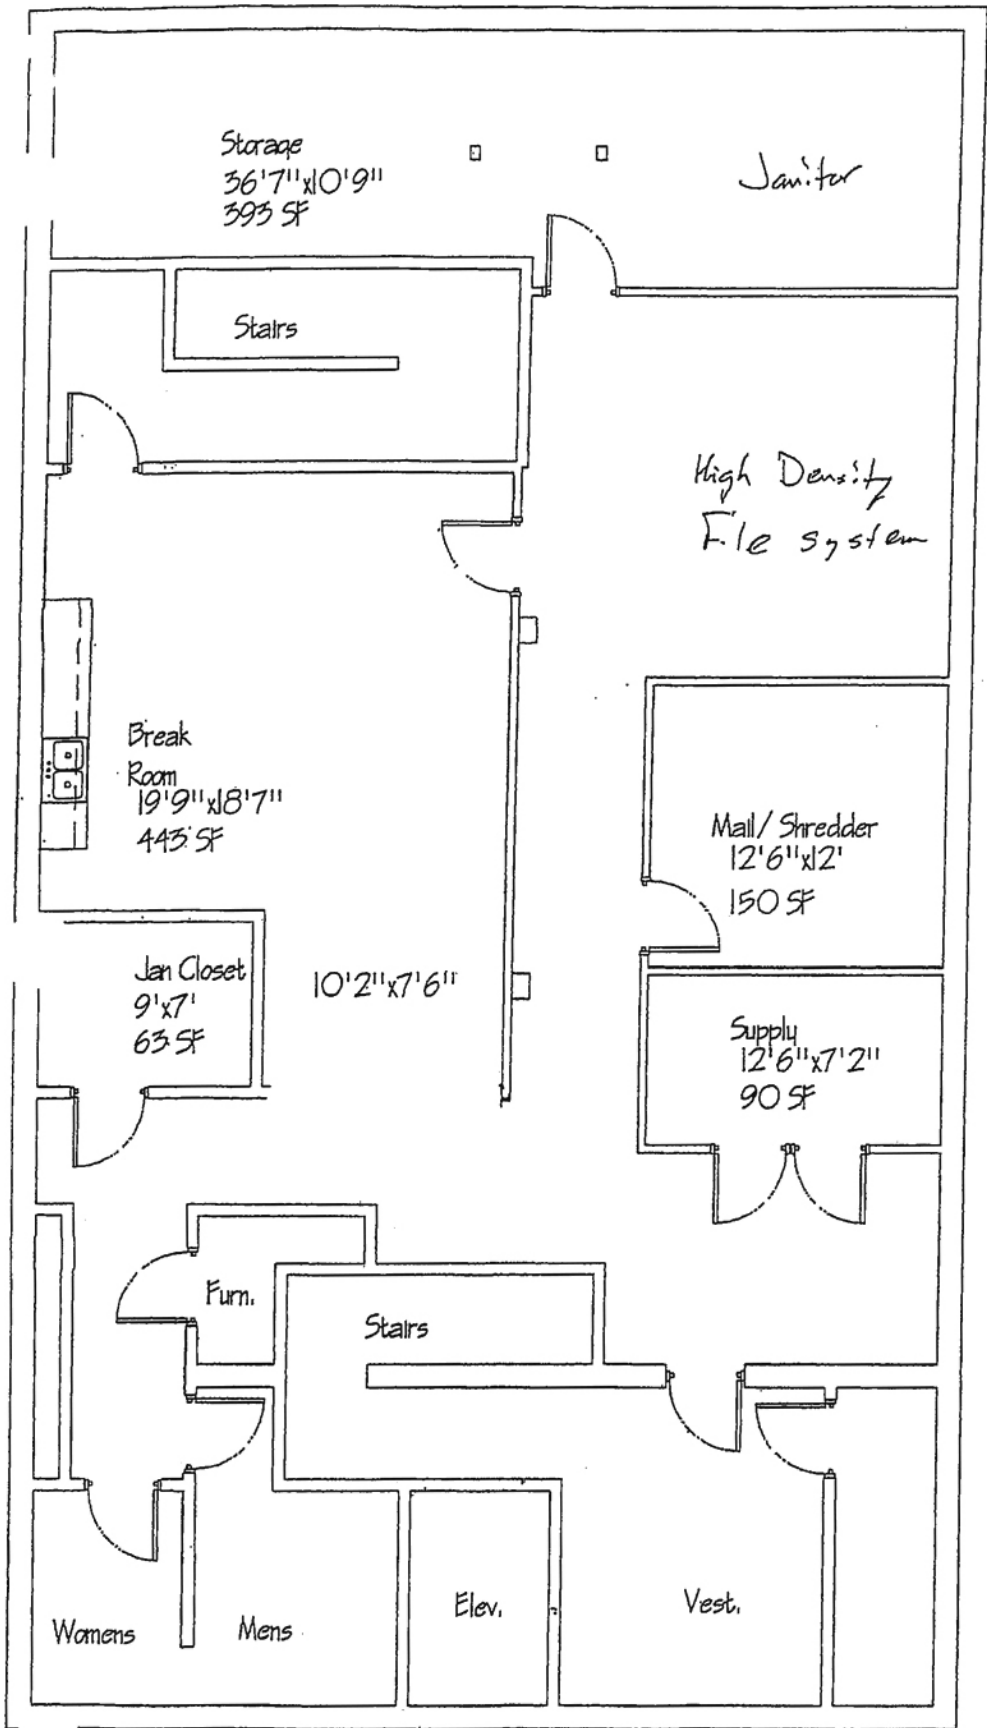 Storage
36'7"x10'9"
393 SF
Janitor
Stairs
High Density
File system
Break
Room
19'9"x18'7"
443 SF
Mail/Shredder
12'6"x12'
150 SF
Jan Closet
9'x7'
63 SF
10'2"x7'6"
Supply
12'6"x7'2"
90 SF
Furn.
Stairs
Womens
Mens
Elev.
Vest.